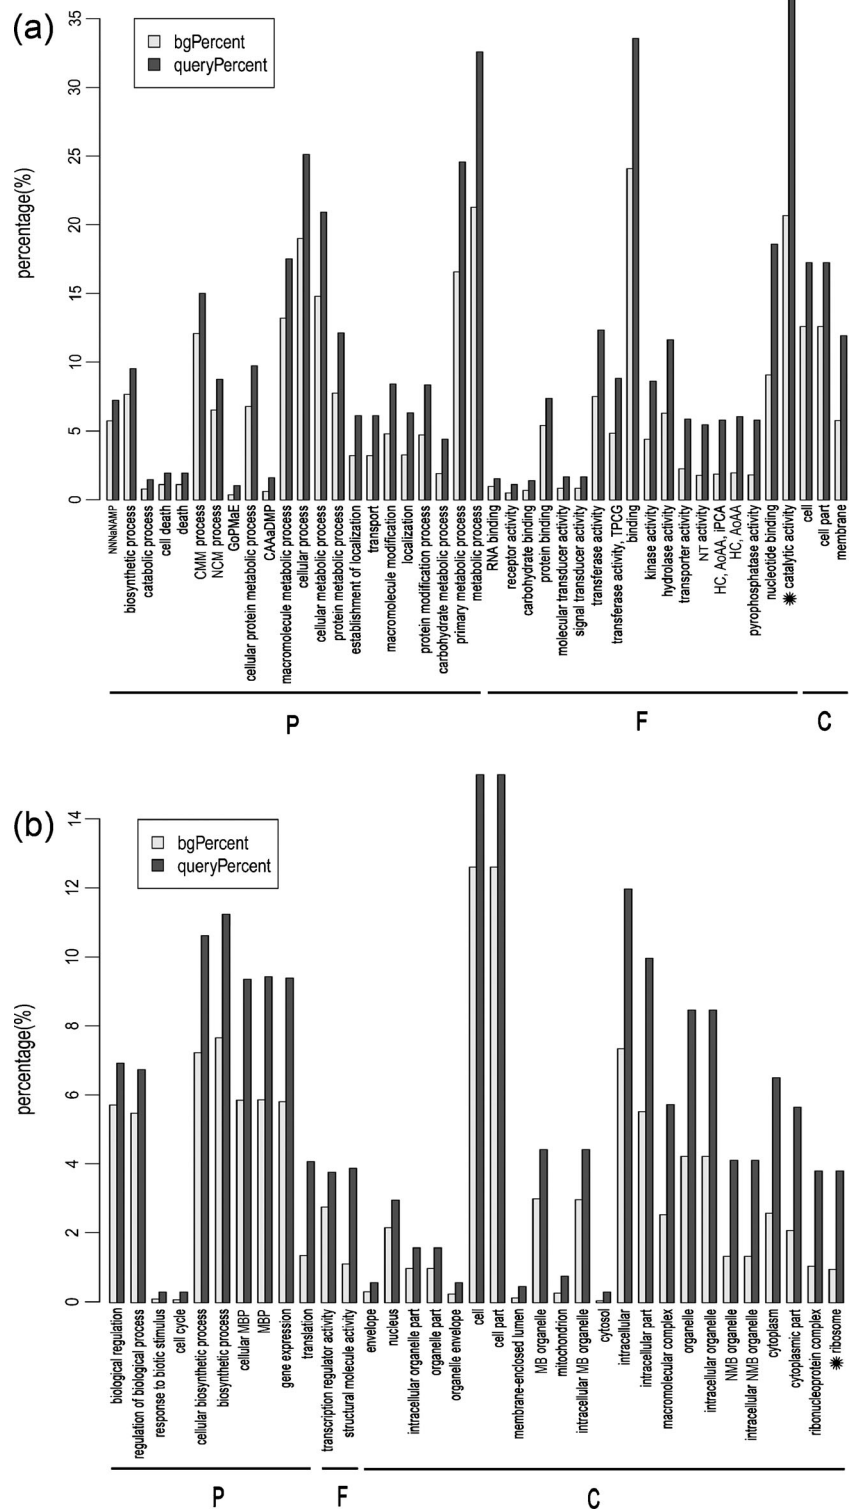 (a)
35
30
25
20
15
10
5
0
percentage(%)
bgPercent
queryPercent
NNNaNAMP
biosynthetic process
catabolic process
cell death
death
CMM process
NCM process
GoPMaE
cellular protein metabolic process
CAAaDMP
macromolecule metabolic process
cellular process
cellular metabolic process
protein metabolic process
establishment of localization
transport
macromolecule modification
localization
protein modification process
carbohydrate metabolic process
primary metabolic process
metabolic process
RNA binding
receptor activity
carbohydrate binding
protein binding
molecular transducer activity
signal transducer activity
transferase activity
transferase activity, TPCG
binding
kinase activity
hydrolase activity
transporter activity
NT activity
HC, AoAA, iPCA
HC, AoAA
pyrophosphatase activity
nucleotide binding
✷ catalytic activity
cell
cell part
membrane
P
F
C
(b)
14
12
10
8
6
4
2
0
percentage(%)
bgPercent
queryPercent
biological regulation
regulation of biological process
response to biotic stimulus
cell cycle
cellular biosynthetic process
biosynthetic process
cellular MBP
MBP
gene expression
translation
transcription regulator activity
structural molecule activity
envelope
nucleus
intracellular organelle part
organelle part
organelle envelope
cell
cell part
membrane-enclosed lumen
MB organelle
mitochondrion
intracellular MB organelle
cytosol
intracellular
intracellular part
macromolecular complex
organelle
intracellular organelle
NMB organelle
intracellular NMB organelle
cytoplasm
cytoplasmic part
ribonucleoprotein complex
✷ ribosome
P
F
C